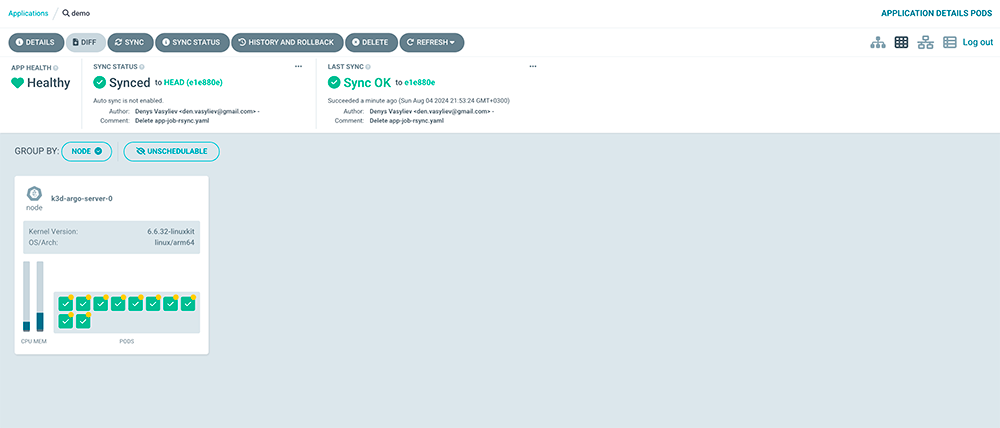 Applications / demo
APPLICATION DETAILS PODS
DETAILS DIFF SYNC SYNC STATUS HISTORY AND ROLLBACK DELETE REFRESH
Log out
APP HEALTH
Healthy
SYNC STATUS
Synced to HEAD (e1e880e)
Auto sync is not enabled.
Author: Denys Vasyliev <den.vasyliev@gmail.com> -
Comment: Delete app-job-rsync.yaml
LAST SYNC
Sync OK to e1e880e
Succeeded a minute ago (Sun Aug 04 2024 21:53:24 GMT+0300)
Author: Denys Vasyliev <den.vasyliev@gmail.com> -
Comment: Delete app-job-rsync.yaml
GROUP BY: NODE UNSCHEDULABLE
k3d-argo-server-0
node
Kernel Version: 6.6.32-linuxkit
OS/Arch: linux/arm64
CPU MEM PODS